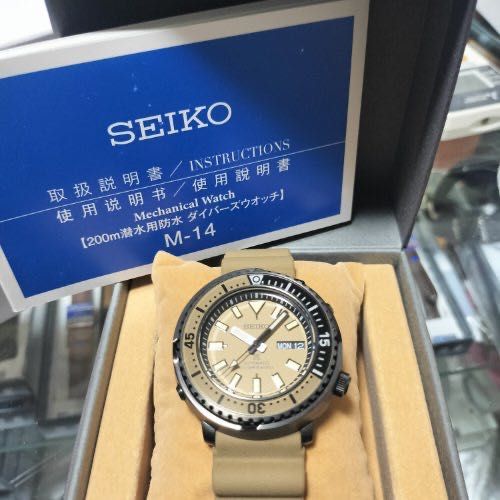 SEIKO
取扱説明書／INSTRUCTIONS
使用说明书／使用說明書
Mechanical Watch
【200m潜水用防水 ダイバーズウオッチ】
M-14
SEIKO
MON 12
45
15
30